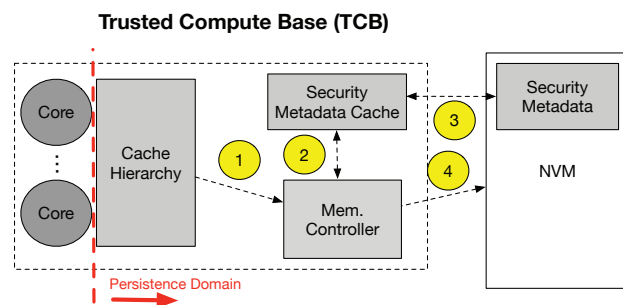 Trusted Compute Base (TCB)
Core
⋮
Core
Cache
Hierarchy
1
Security
Metadata Cache
2
Mem.
Controller
3
4
Security
Metadata
NVM
Persistence Domain